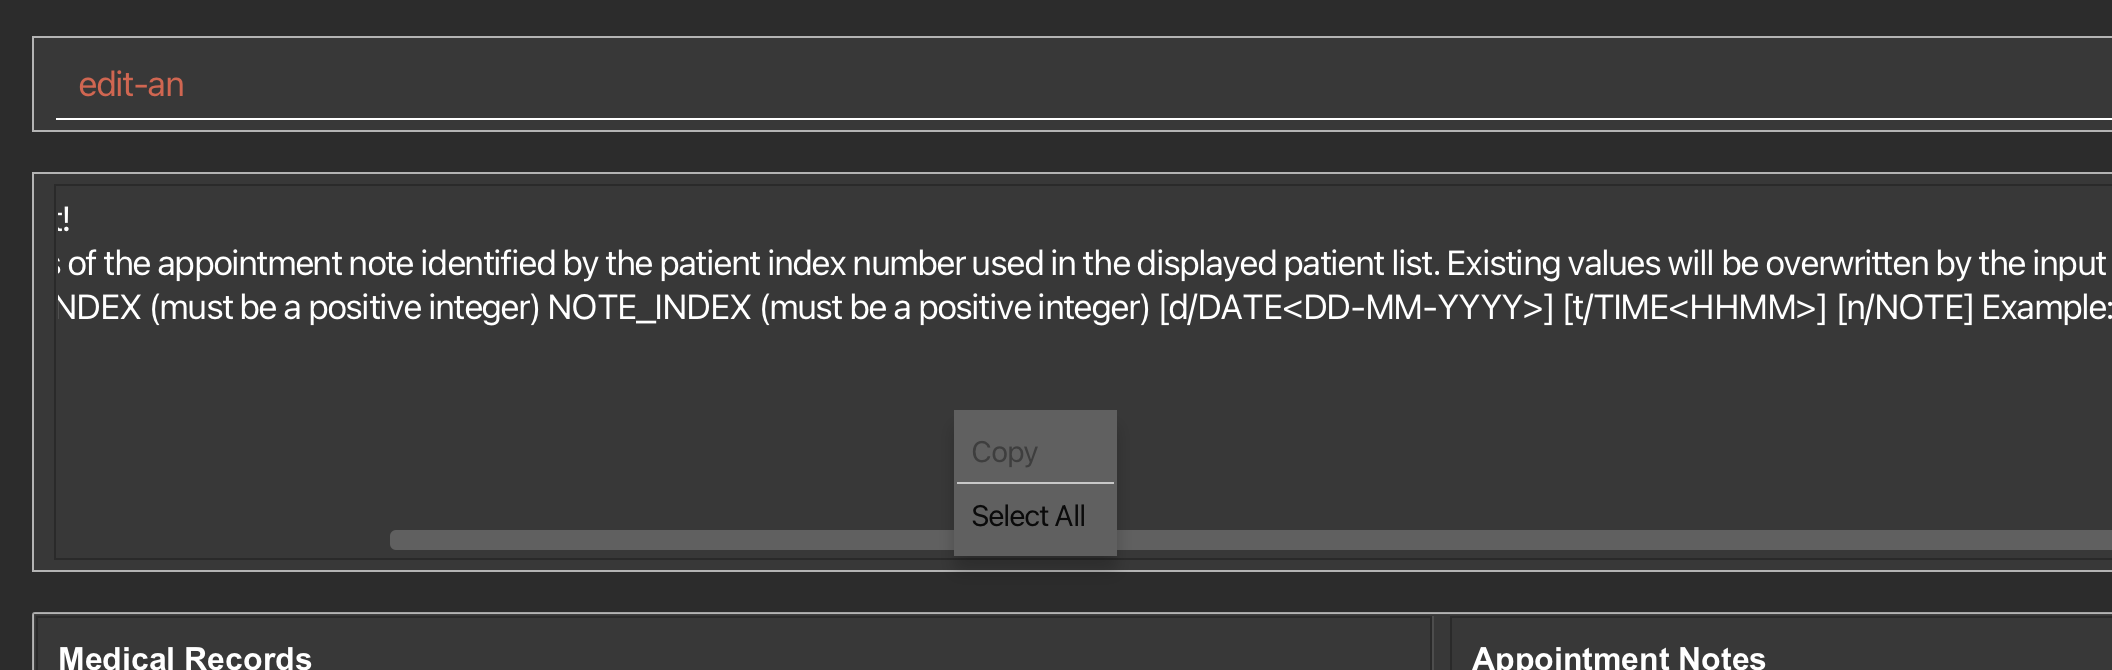 edit-an
!
of the appointment note identified by the patient index number used in the displayed patient list. Existing values will be overwritten by the input
NDEX (must be a positive integer) NOTE_INDEX (must be a positive integer) [d/DATE<DD-MM-YYYY>] [t/TIME<HHMM>] [n/NOTE] Example:
Copy
Select All
Medical Records
Appointment Notes